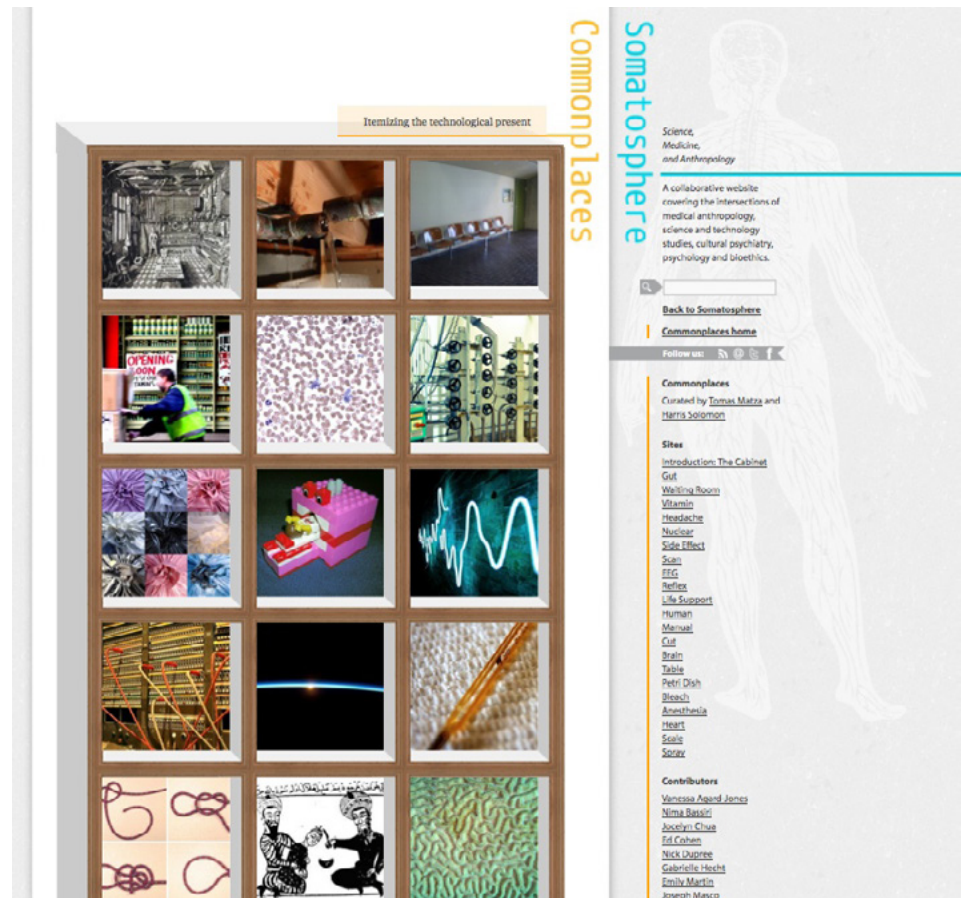 Commonplaces
Itemizing the technological present
OPENING
SOON
Somatosphere
Science,
Medicine,
and Anthropology
A collaborative website
covering the intersections of
medical anthropology,
science and technology
studies, cultural psychiatry,
psychology and bioethics.
Back to Somatosphere
Commonplaces home
Follow us:
Commonplaces
Curated by Tomas Matza and
Harris Solomon
Sites
Introduction: The Cabinet
Gut
Waiting Room
Vitamin
Headache
Nuclear
Side Effect
Scan
EEG
Reflex
Life Support
Human
Manual
Cut
Brain
Table
Petri Dish
Bleach
Anesthesia
Heart
Scale
Spray
Contributors
Vanessa Agard-Jones
Nima Bassiri
Jocelyn Chua
Ed Cohen
Nick Dupree
Gabrielle Hecht
Emily Martin
Joseph Masco